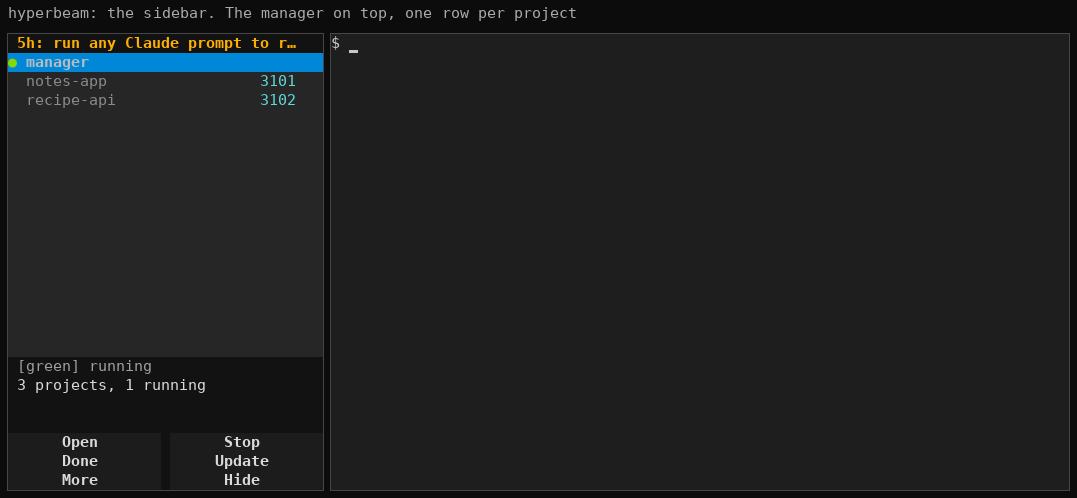 hyperbeam: the sidebar. The manager on top, one row per project
5h: run any Claude prompt to r…
$
manager
notes-app 3101
recipe-api 3102
[green] running
3 projects, 1 running
Open Stop
Done Update
More Hide